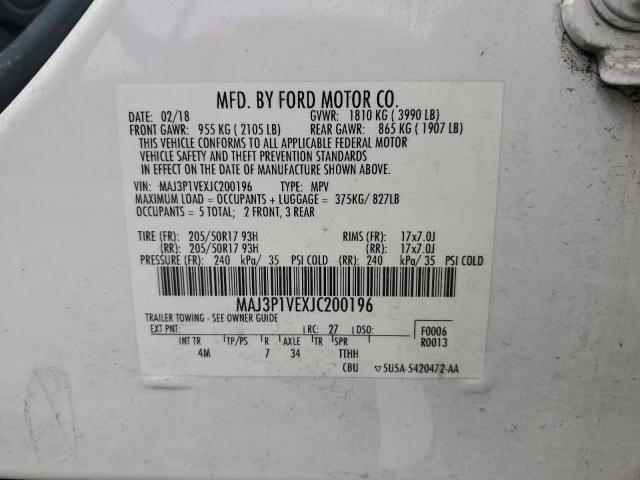 MFD. BY FORD MOTOR CO.
DATE: 02/18 GVWR: 1810 KG ( 3990 LB)
FRONT GAWR: 955 KG ( 2105 LB) REAR GAWR: 865 KG ( 1907 LB)
THIS VEHICLE CONFORMS TO ALL APPLICABLE FEDERAL MOTOR
VEHICLE SAFETY AND THEFT PREVENTION STANDARDS
IN EFFECT ON THE DATE OF MANUFACTURE SHOWN ABOVE.
VIN: MAJ3P1VEXJC200196 TYPE: MPV
MAXIMUM LOAD = OCCUPANTS + LUGGAGE = 375KG/ 827LB
OCCUPANTS = 5 TOTAL; 2 FRONT, 3 REAR
TIRE (FR): 205/50R17 93H RIMS (FR): 17x7.0J
(RR): 205/50R17 93H (RR): 17x7.0J
PRESSURE (FR): 240 kPa/ 35 PSI COLD (RR): 240 kPa/ 35 PSI COLD
MAJ3P1VEXJC200196
TRAILER TOWING - SEE OWNER GUIDE
EXT PNT: RC: 27 DSO: F0006
R0013
INT TR TP/PS R AXLE TR SPR
4M 7 34 TTHH
CBU ▽5U5A-5420472-AA